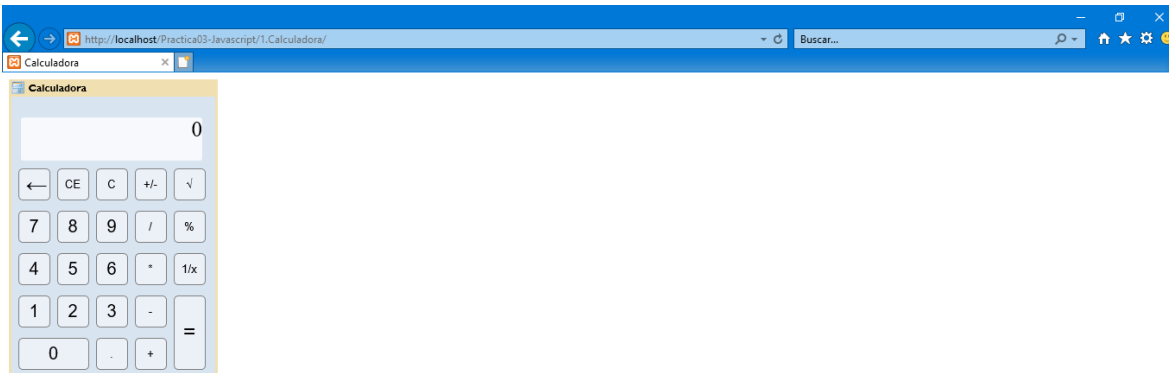 http://localhost/Practica03-Javascript/1.Calculadora/ Buscar...
Calculadora
Calculadora
0
← CE C +/- √
7 8 9 / %
4 5 6 * 1/x
1 2 3 - =
0 . +